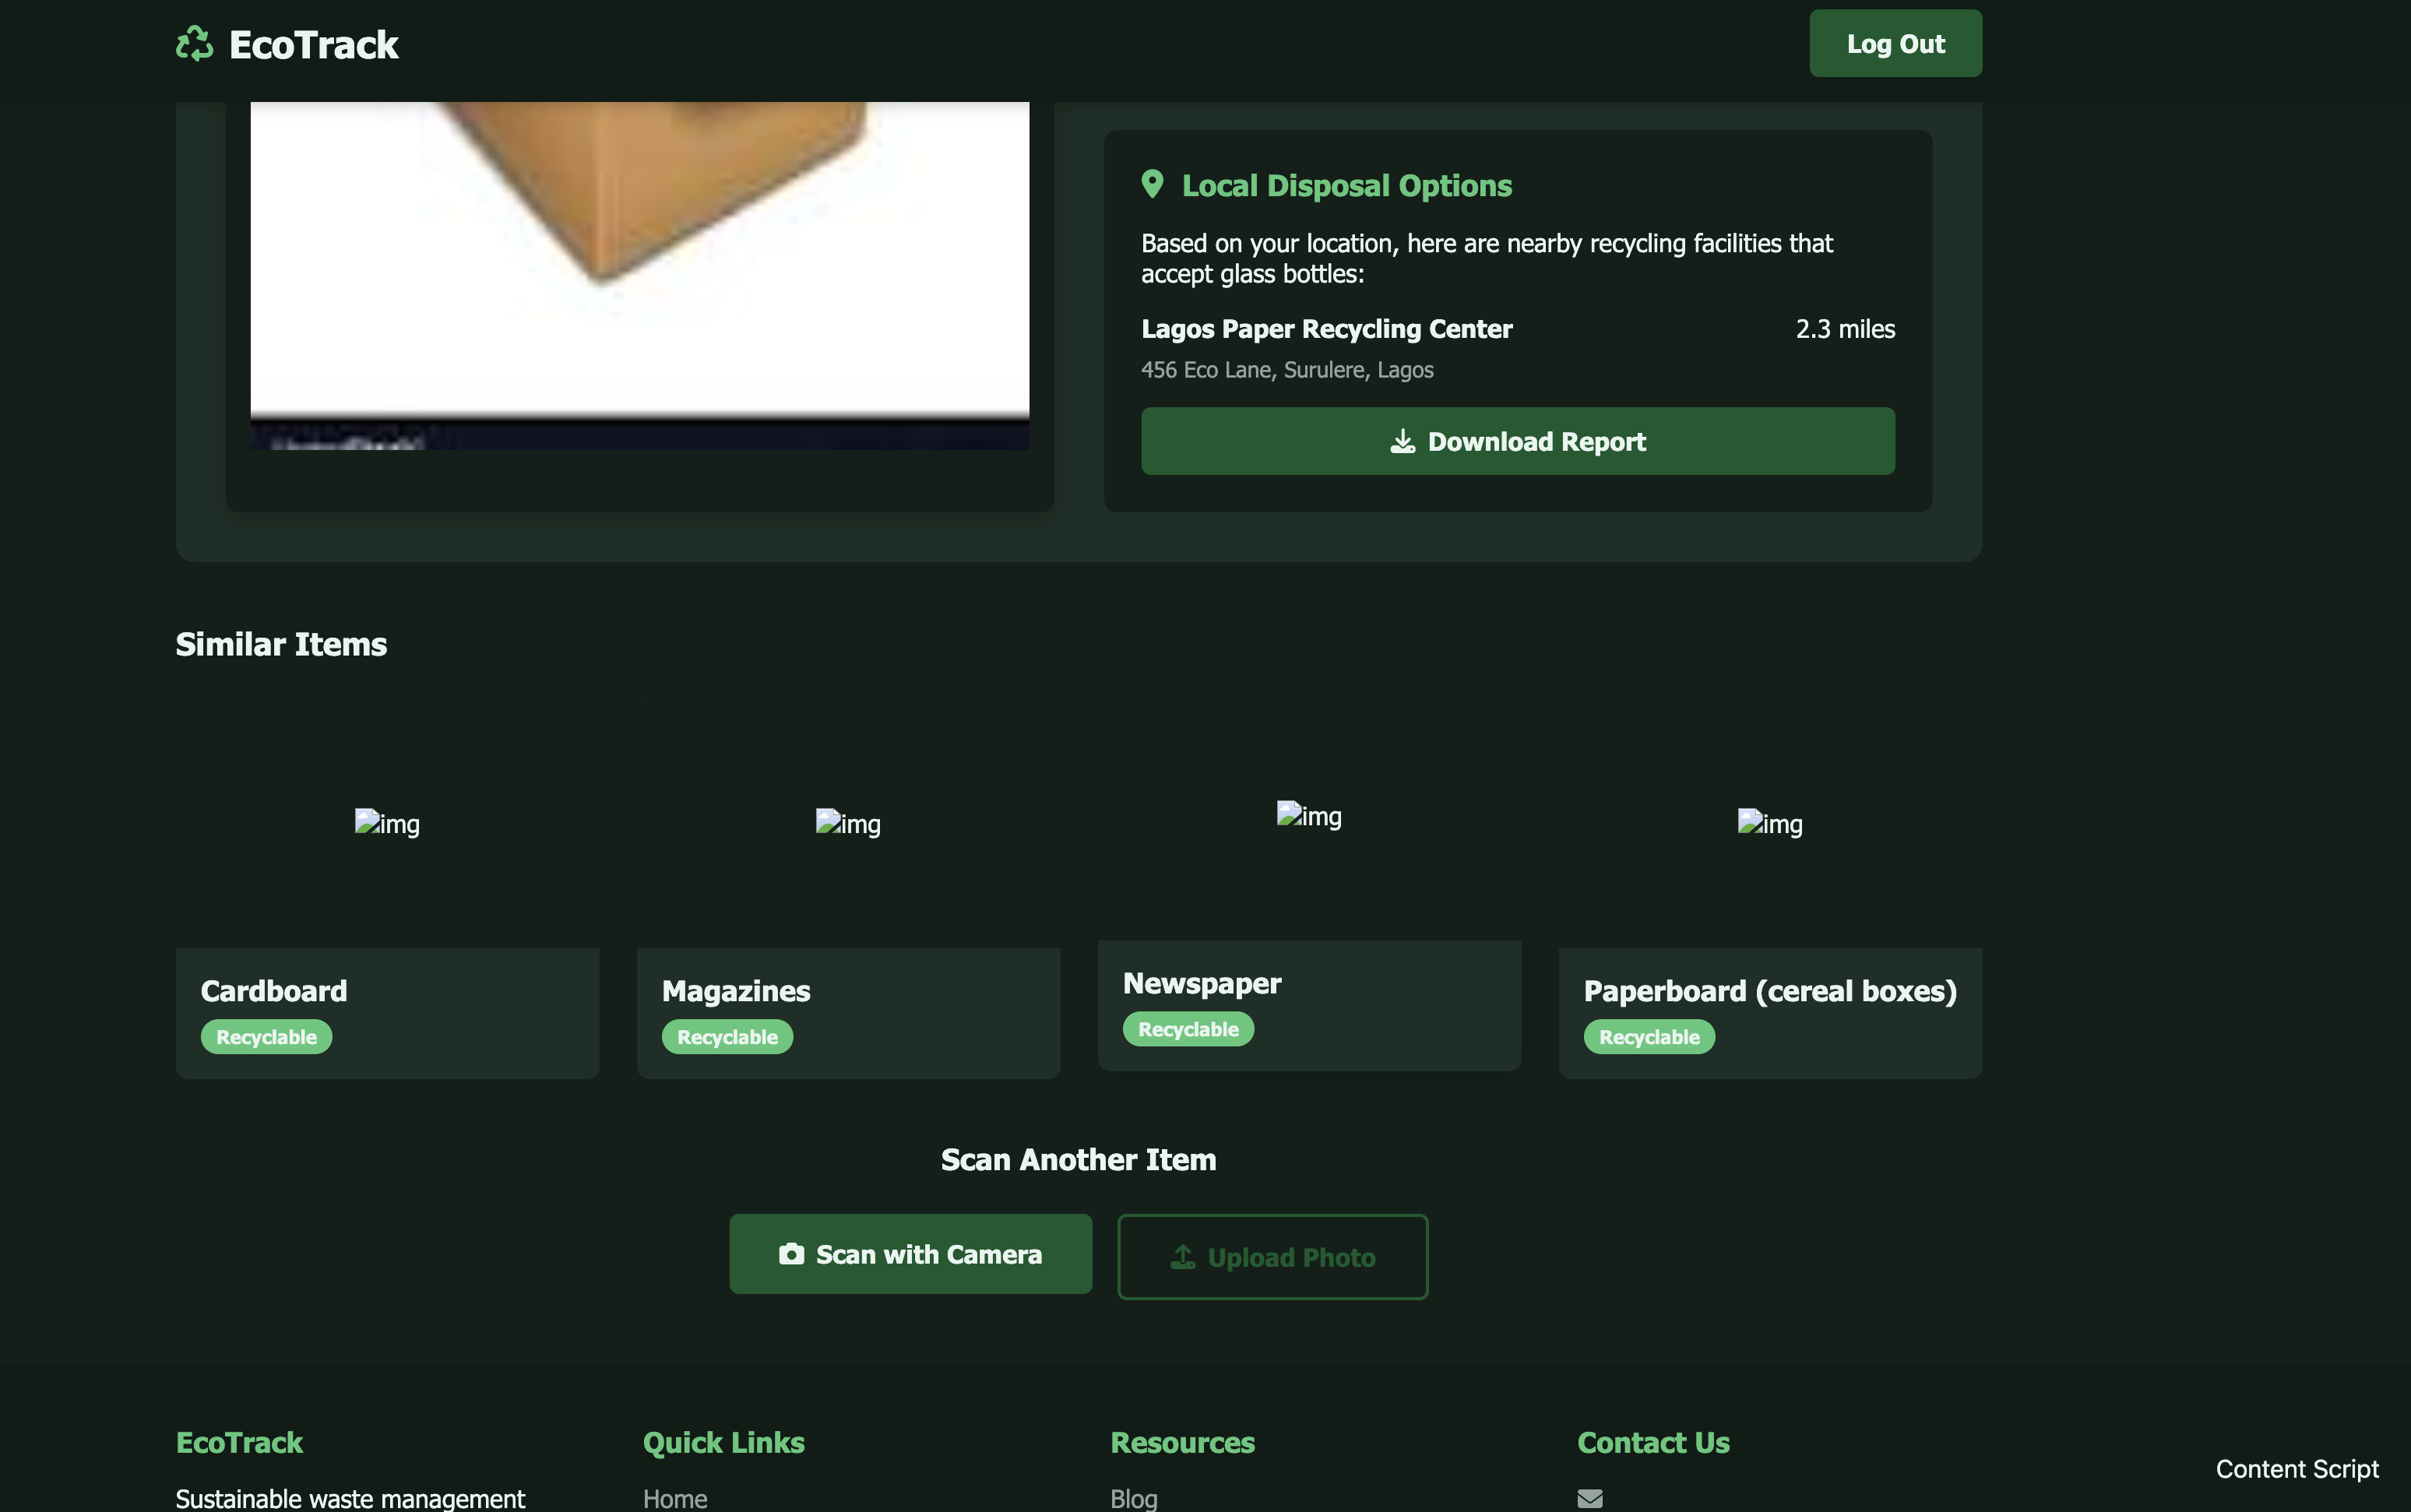 EcoTrack
Log Out
Local Disposal Options
Based on your location, here are nearby recycling facilities that
accept glass bottles:
Lagos Paper Recycling Center
2.3 miles
456 Eco Lane, Surulere, Lagos
Download Report
Similar Items
img
img
img
img
Cardboard
Recyclable
Magazines
Recyclable
Newspaper
Recyclable
Paperboard (cereal boxes)
Recyclable
Scan Another Item
Scan with Camera
Upload Photo
EcoTrack
Quick Links
Resources
Contact Us
Sustainable waste management
Home
Blog
Content Script